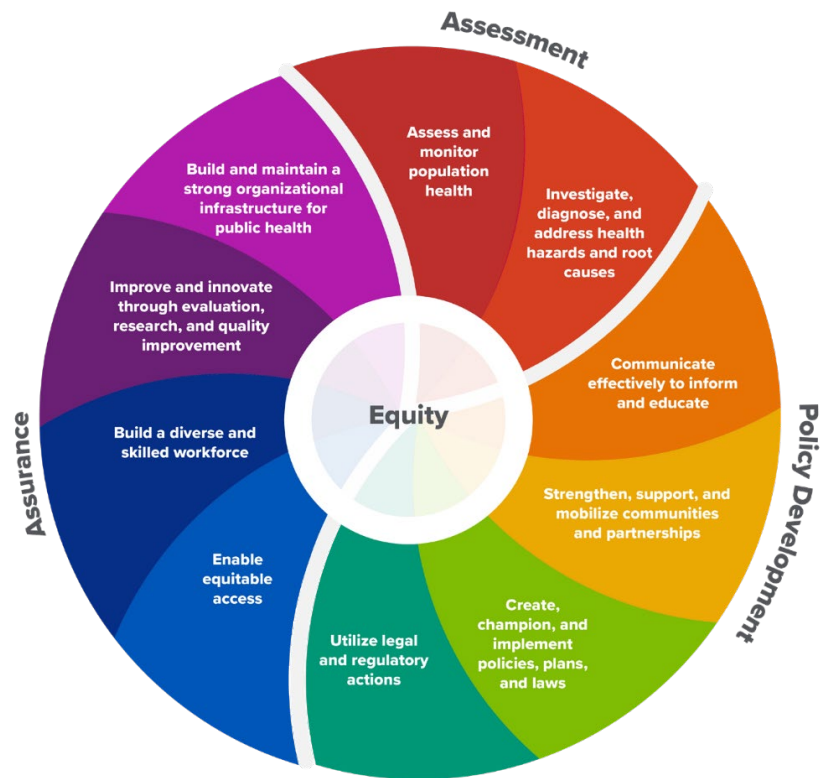 Assessment
Assess and
monitor
population
health
Investigate,
diagnose, and
address health
hazards and root
causes
Policy Development
Communicate
effectively to inform
and educate
Strengthen, support, and
mobilize communities
and partnerships
Create,
champion, and
implement
policies, plans,
and laws
Utilize legal
and regulatory
actions
Assurance
Enable
equitable
access
Build a diverse and
skilled workforce
Improve and innovate
through evaluation,
research, and quality
improvement
Build and maintain a
strong organizational
infrastructure for
public health
Equity